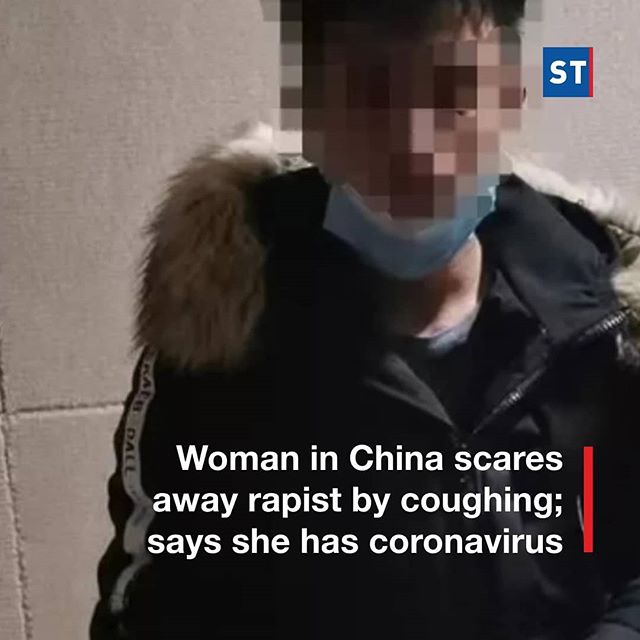 ST
Woman in China scares
away rapist by coughing;
says she has coronavirus